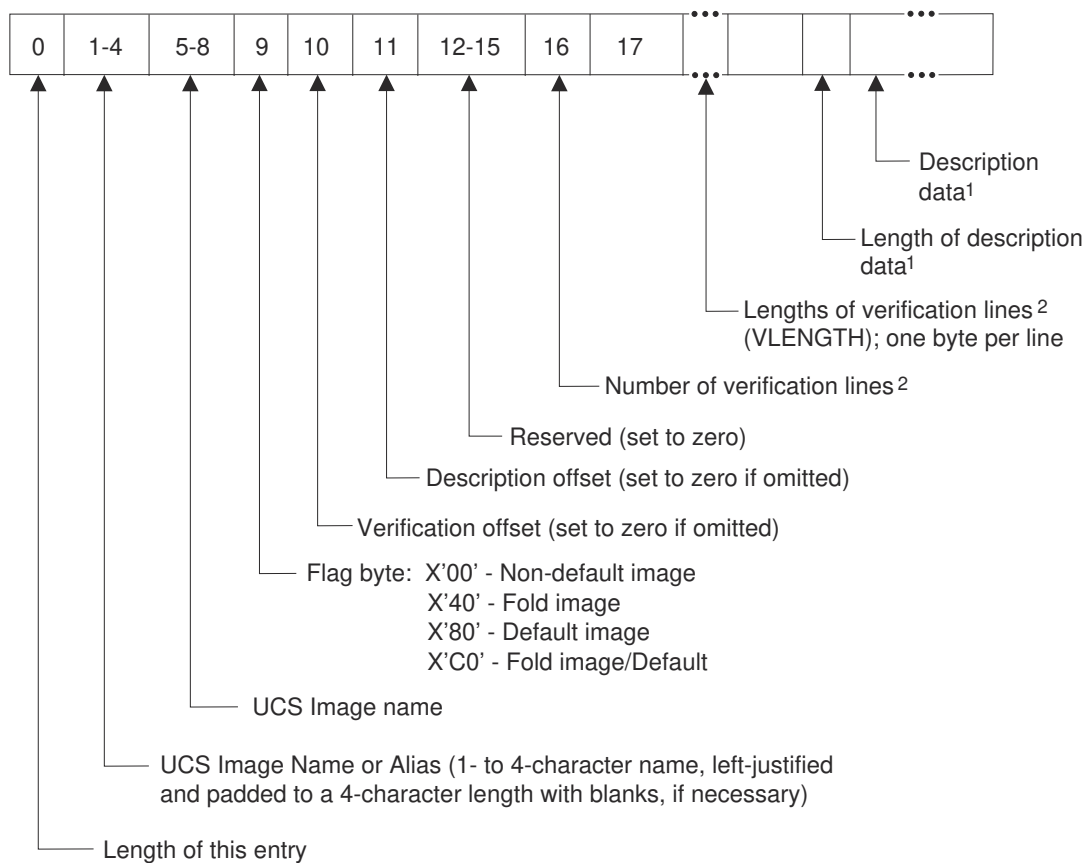 0 1-4 5-8 9 10 11 12-15 16 17
Description
data1
Length of description
data1
Lengths of verification lines 2
(VLENGTH); one byte per line
Number of verification lines 2
Reserved (set to zero)
Description offset (set to zero if omitted)
Verification offset (set to zero if omitted)
Flag byte: X'00' - Non-default image
X'40' - Fold image
X'80' - Default image
X'C0' - Fold image/Default
UCS Image name
UCS Image Name or Alias (1- to 4-character name, left-justified
and padded to a 4-character length with blanks, if necessary)
Length of this entry